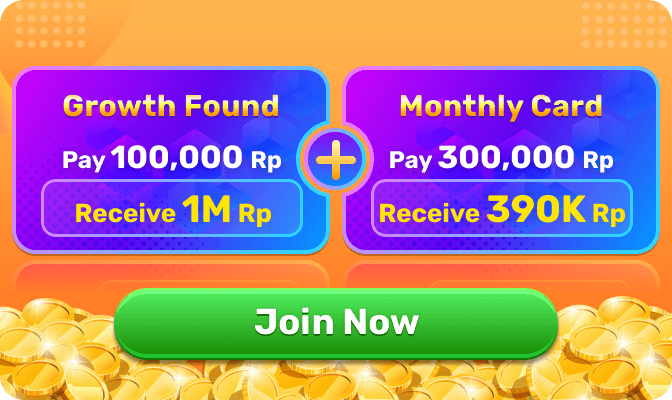 Growth Found
Pay 100,000 Rp
Receive 1M Rp
Monthly Card
Pay 300,000 Rp
Receive 390K Rp
Join Now